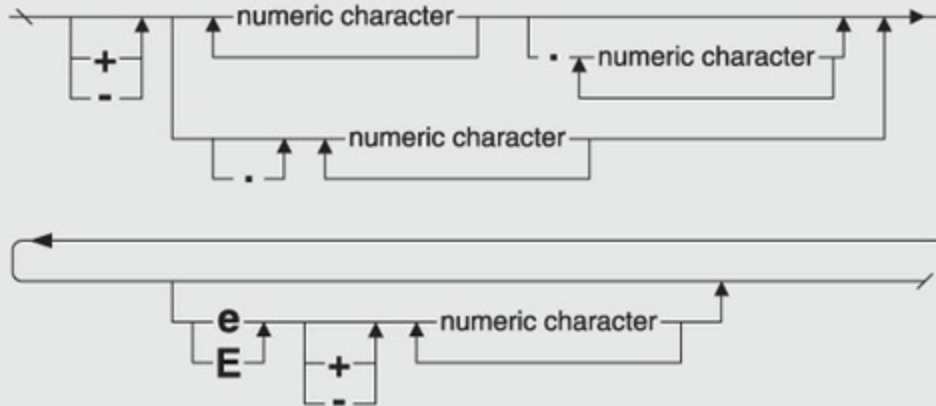 numeric character
+ . numeric character
-
numeric character
.
e numeric character
E +
-